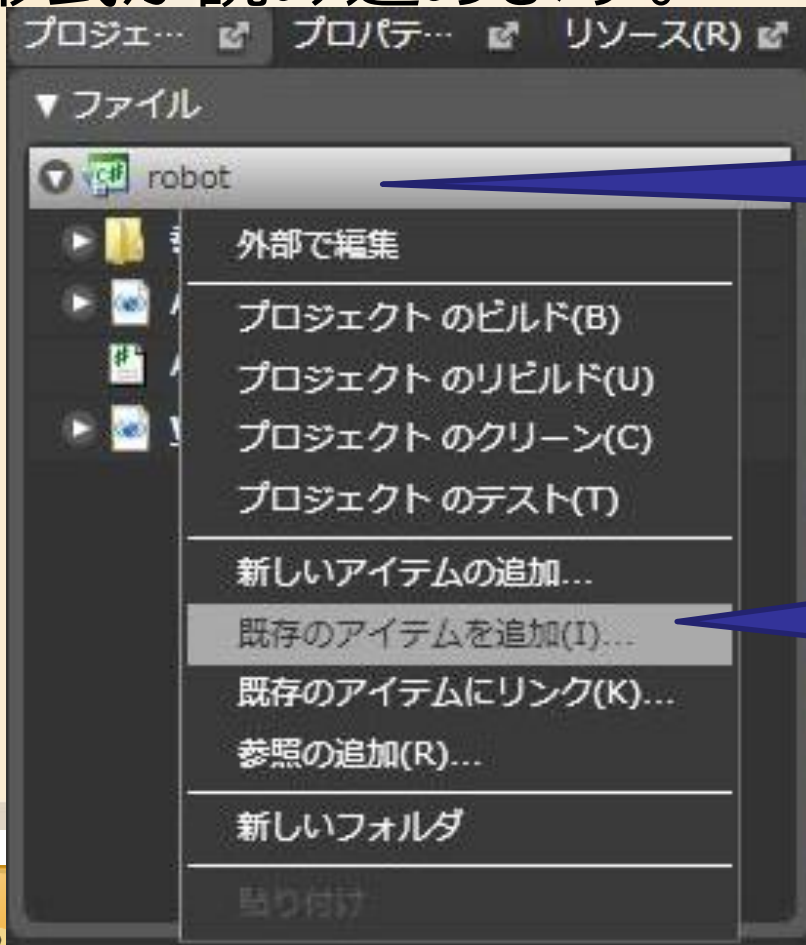 プロジェ…
プロパテ…
リソース(R)
▼ファイル
robot
外部で編集
プロジェクト のビルド(B)
プロジェクト のリビルド(U)
プロジェクト のクリーン(C)
プロジェクト のテスト(T)
新しいアイテムの追加...
既存のアイテムを追加(I)...
既存のアイテムにリンク(K)...
参照の追加(R)...
新しいフォルダ
貼り付け